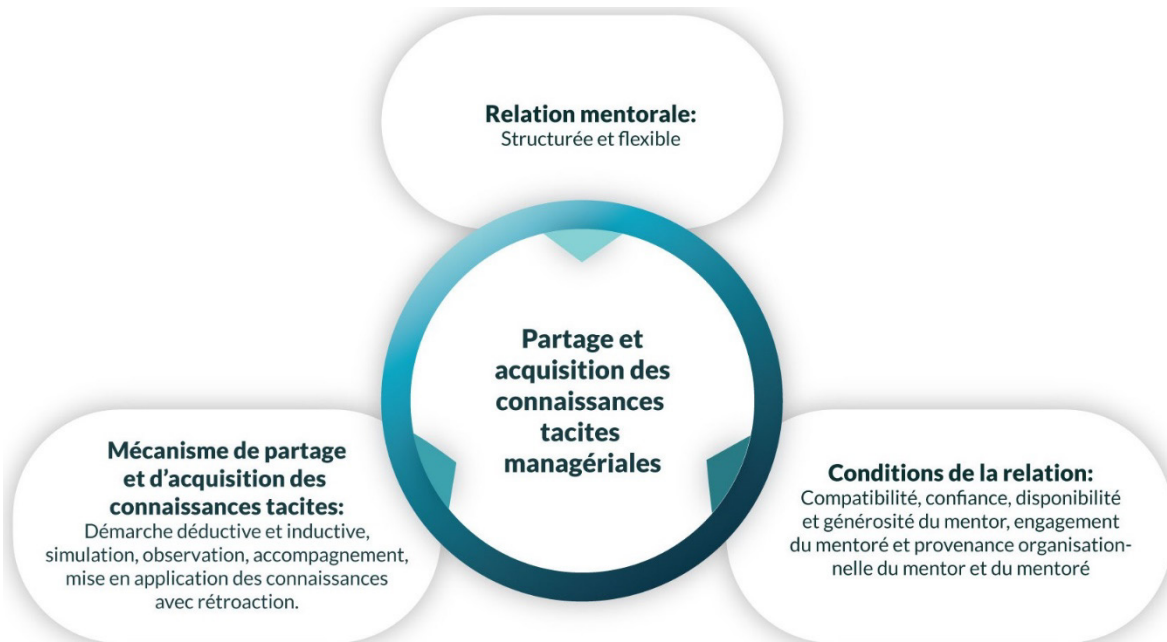 Relation mentorale:
Structurée et flexible
Partage et
acquisition des
connaissances
tacites
managériales
Mécanisme de partage
et d'acquisition des
connaissances tacites:
Démarche déductive et inductive,
simulation, observation, accompagnement,
mise en application des connaissances
avec rétroaction.
Conditions de la relation:
Compatibilité, confiance, disponibilité
et générosité du mentor, engagement
du mentoré et provenance organisation-
nelle du mentor et du mentoré